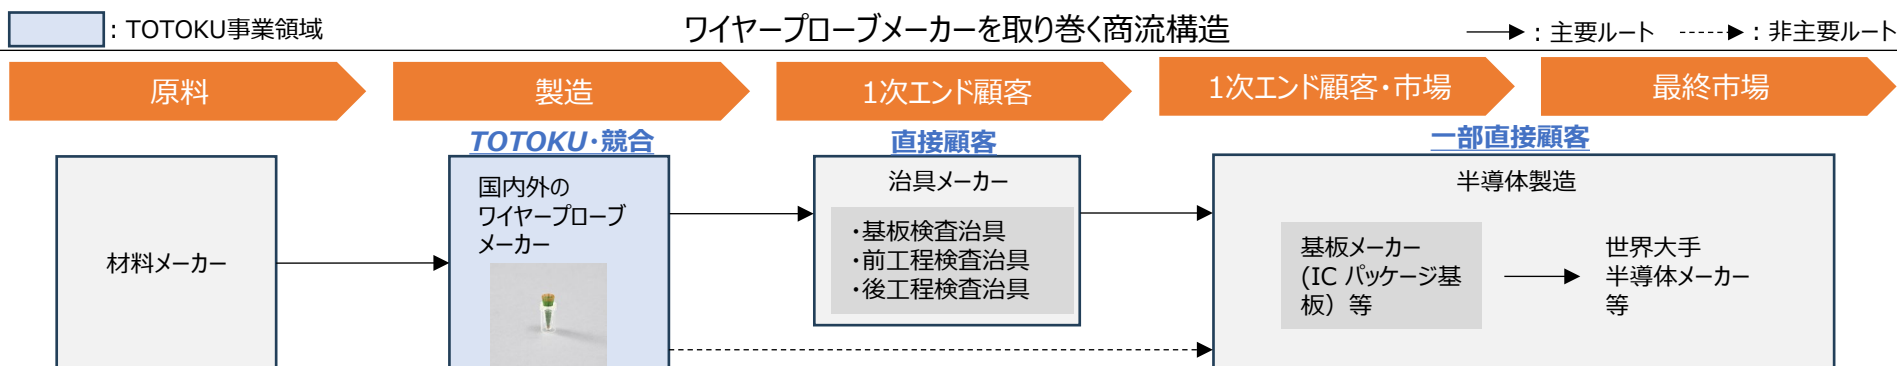 ：TOTOKU事業領域
ワイヤープローブメーカーを取り巻く商流構造
：主要ルート
：非主要ルート
原料
製造
1次エンド顧客
1次エンド顧客・市場
最終市場
TOTOKU・競合
直接顧客
一部直接顧客
材料メーカー
国内外の
ワイヤープローブ
メーカー
治具メーカー
・基板検査治具
・前工程検査治具
・後工程検査治具
半導体製造
基板メーカー
(IC パッケージ基
板）等
世界大手
半導体メーカー
等